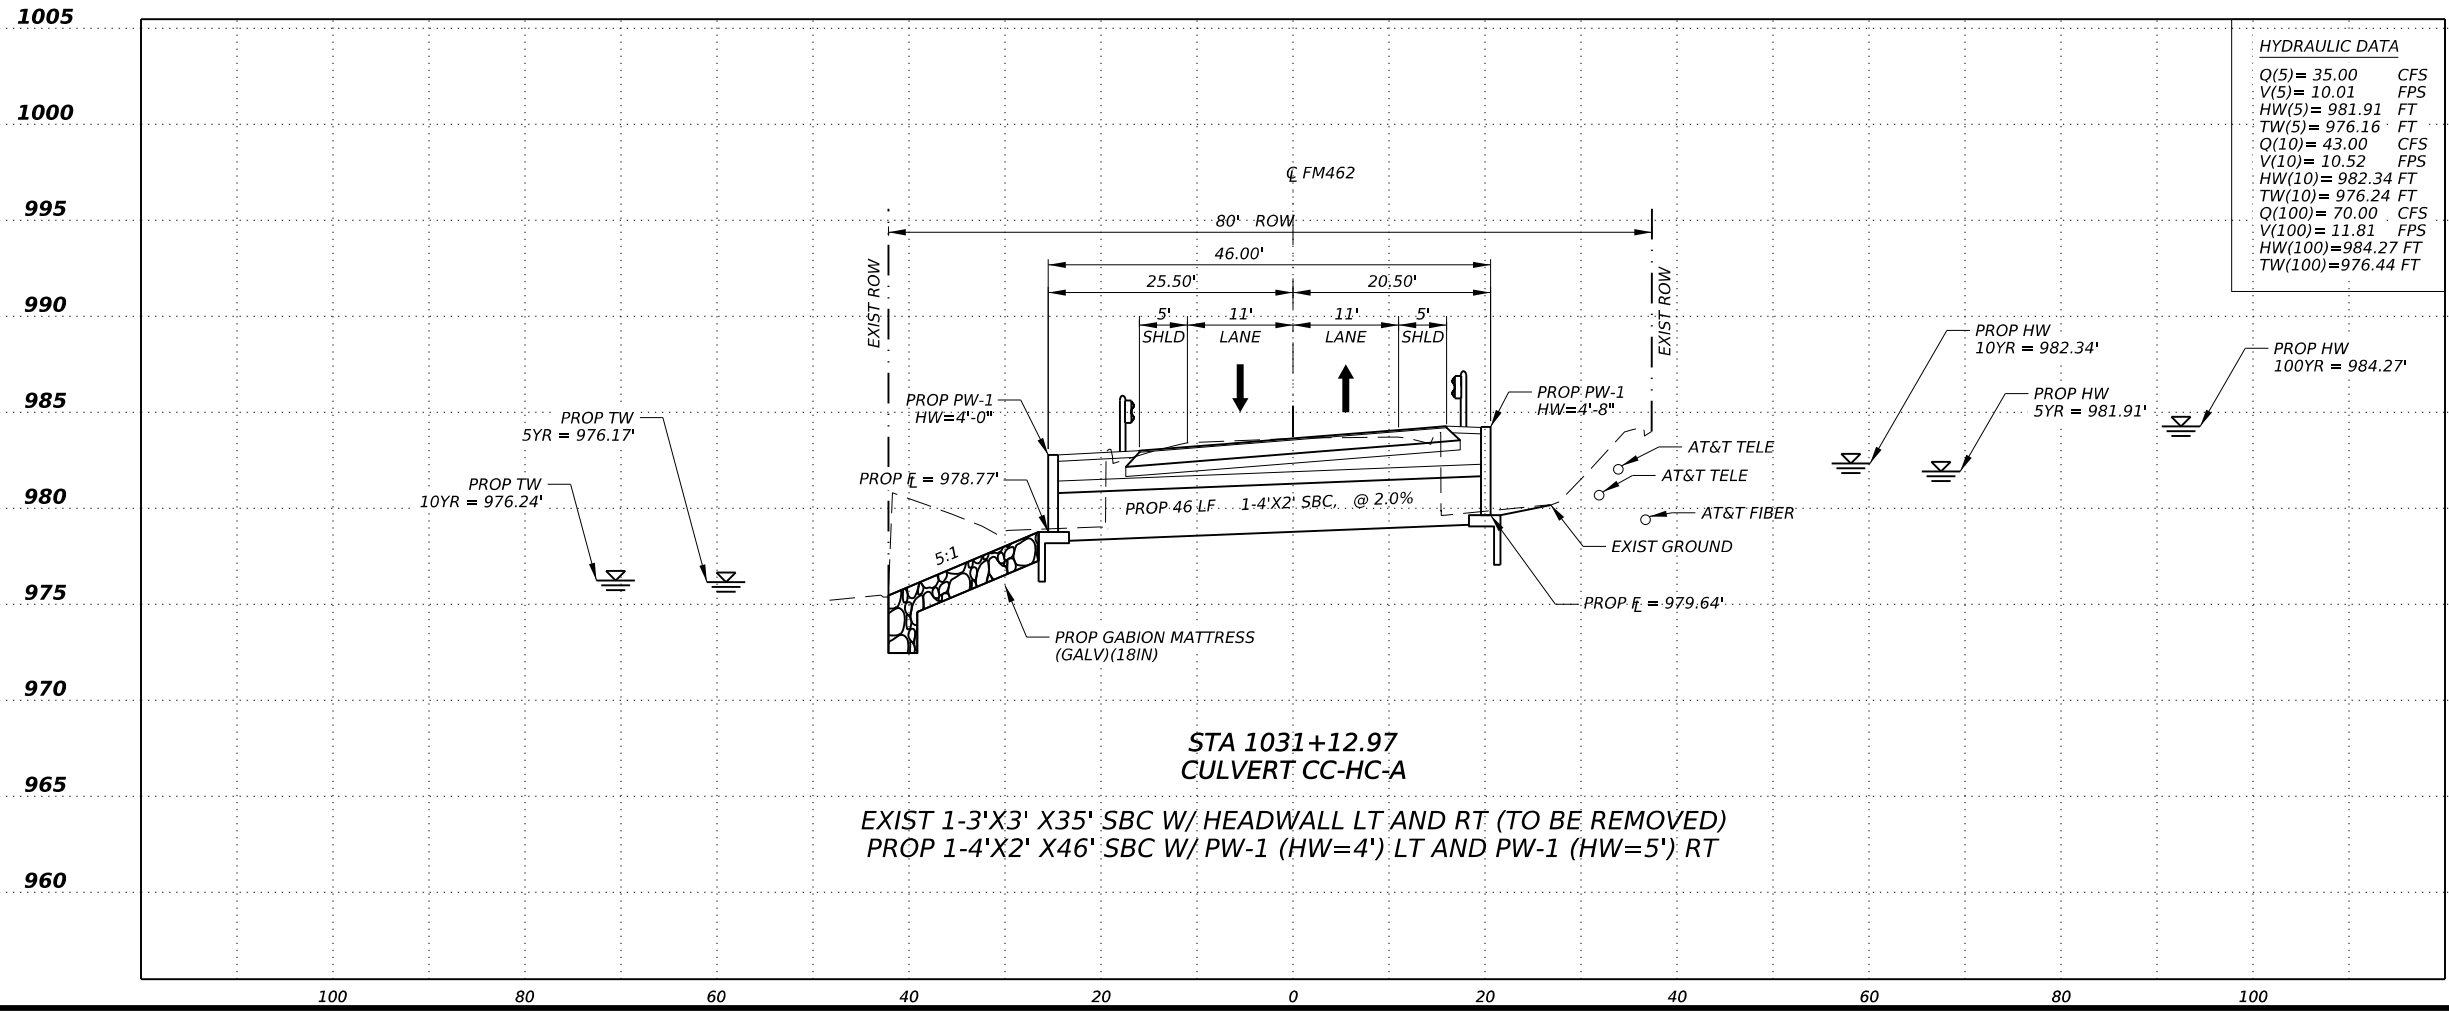 1005
1000
995
990
985
980
975
970
965
960
HYDRAULIC DATA
Q(5)= 35.00 CFS
V(5)= 10.01 FPS
HW(5)= 981.91 FT
TW(5)= 976.16 FT
Q(10)= 43.00 CFS
V(10)= 10.52 FPS
HW(10)= 982.34 FT
TW(10)= 976.24 FT
Q(100)= 70.00 CFS
V(100)= 11.81 FPS
HW(100)=984.27 FT
TW(100)=976.44 FT
℄ FM462
80' ROW
46.00'
25.50' 20.50'
5' 11' 11' 5'
SHLD LANE LANE SHLD
EXIST ROW
EXIST ROW
PROP PW-1
HW=4'-0"
PROP PW-1
HW=4'-8"
PROP TW
5YR = 976.17'
PROP TW
10YR = 976.24'
PROP FL = 978.77'
PROP 46 LF 1-4'X2' SBC, @ 2.0%
5:1
PROP GABION MATTRESS
(GALV)(18IN)
AT&T TELE
AT&T TELE
AT&T FIBER
EXIST GROUND
PROP FL = 979.64'
PROP HW
10YR = 982.34'
PROP HW
5YR = 981.91'
PROP HW
100YR = 984.27'
STA 1031+12.97
CULVERT CC-HC-A
EXIST 1-3'X3' X35' SBC W/ HEADWALL LT AND RT (TO BE REMOVED)
PROP 1-4'X2' X46' SBC W/ PW-1 (HW=4') LT AND PW-1 (HW=5') RT
100 80 60 40 20 0 20 40 60 80 100